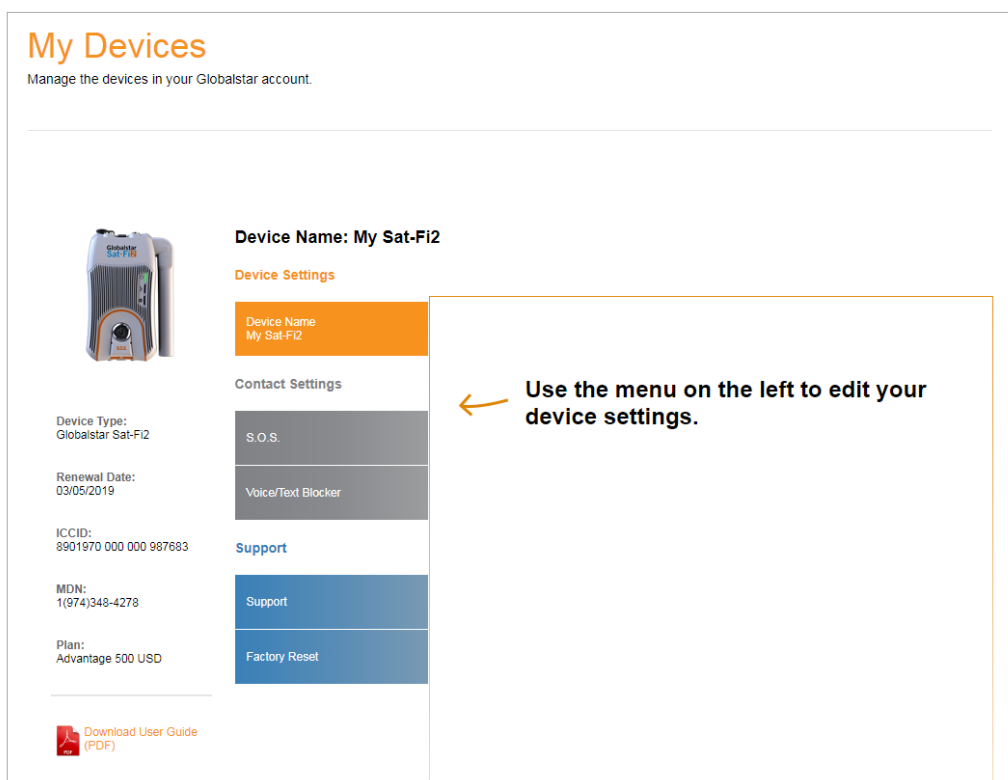 My Devices
Manage the devices in your Globalstar account.
Globalstar
Sat-Fi2
Device Name: My Sat-Fi2
Device Settings
Device Name
My Sat-Fi2
Contact Settings
S.O.S.
Voice/Text Blocker
Support
Support
Factory Reset
Use the menu on the left to edit your
device settings.
Device Type:
Globalstar Sat-Fi2
Renewal Date:
03/05/2019
ICCID:
8901970 000 000 987683
MDN:
1(974)348-4278
Plan:
Advantage 500 USD
PDF
Download User Guide
(PDF)